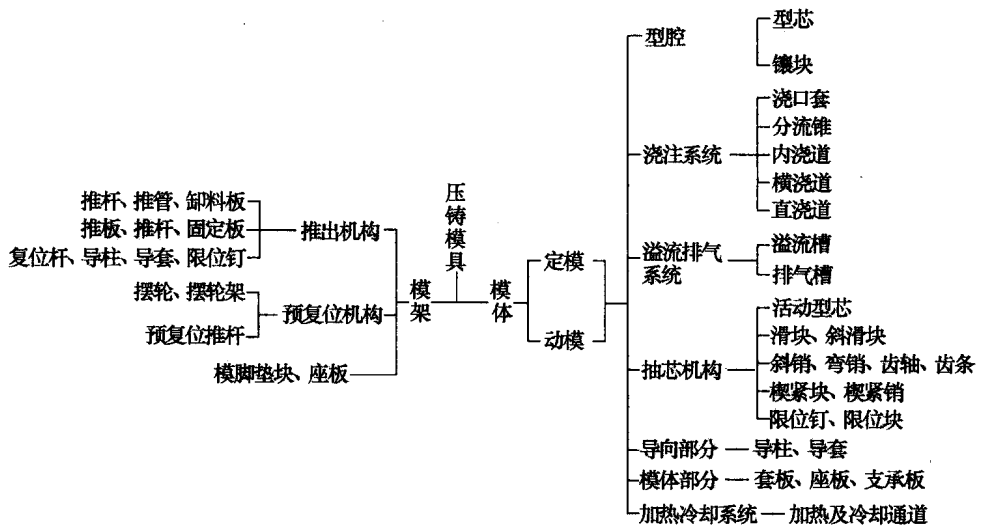 压铸模具
模架
推出机构
推杆、推管、卸料板
推板、推杆、固定板
复位杆、导柱、导套、限位钉
预复位机构
摆轮、摆轮架
预复位推杆
模脚垫块、座板
模体
定模
动模
型腔
型芯
镶块
浇注系统
浇口套
分流锥
内浇道
横浇道
直浇道
溢流排气
系统
溢流槽
排气槽
抽芯机构
活动型芯
滑块、斜滑块
斜销、弯销、齿轴、齿条
楔紧块、楔紧销
限位钉、限位块
导向部分
导柱、导套
模体部分
套板、座板、支承板
加热冷却系统
加热及冷却通道